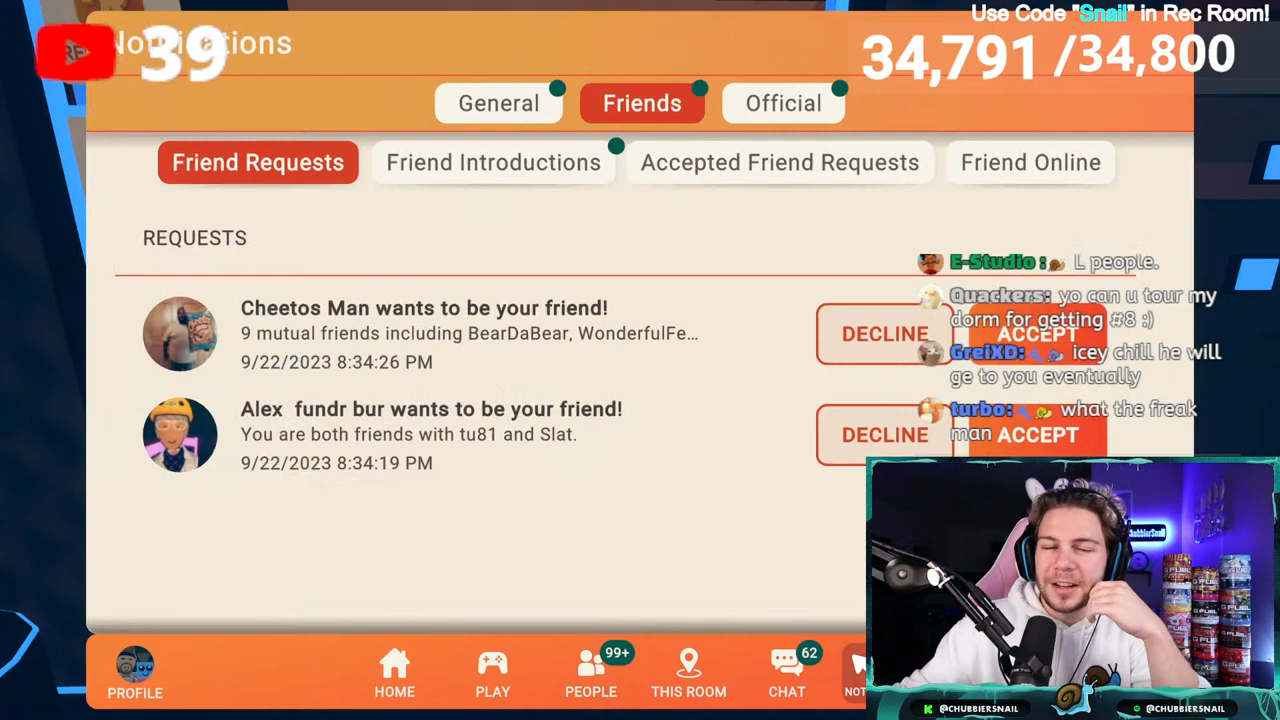 Use Code "Snail" in Rec Room!
Notifications
39
34,791 /34,800
General
Friends
Official
Friend Requests
Friend Introductions
Accepted Friend Requests
Friend Online
REQUESTS
Cheetos Man wants to be your friend!
9 mutual friends including BearDaBear, WonderfulFe...
9/22/2023 8:34:26 PM
DECLINE
ACCEPT
Alex fundr bur wants to be your friend!
You are both friends with tu81 and Slat.
9/22/2023 8:34:19 PM
DECLINE
ACCEPT
E-Studio: L people.
Quackers: yo can u tour my
dorm for getting #8 :)
GreiXD: icey chill he will
ge to you eventually
turbo: what the freak
man
PROFILE
HOME
PLAY
99+
PEOPLE
THIS ROOM
62
CHAT
NOT
G FUEL
@CHUBBIERSNAIL
@CHUBBIERSNAIL